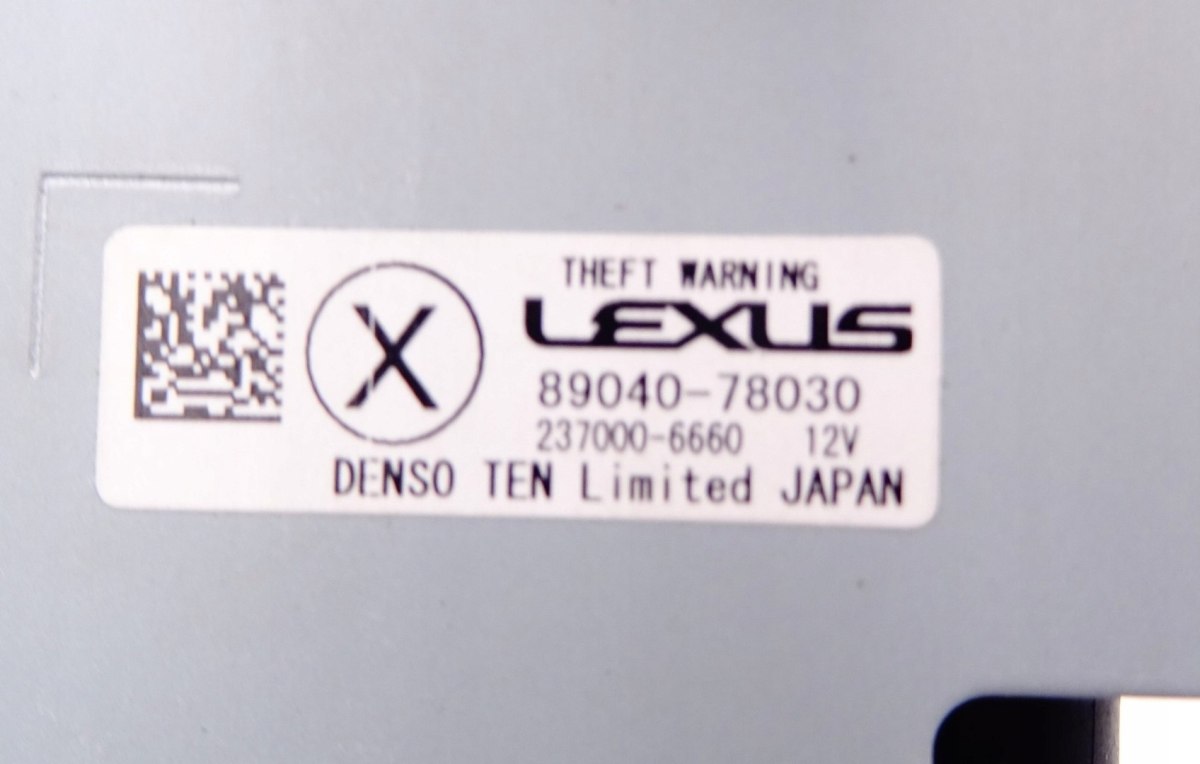 X
THEFT WARNING
LEXUS
89040-78030
237000-6660 12V
DENSO TEN Limited JAPAN